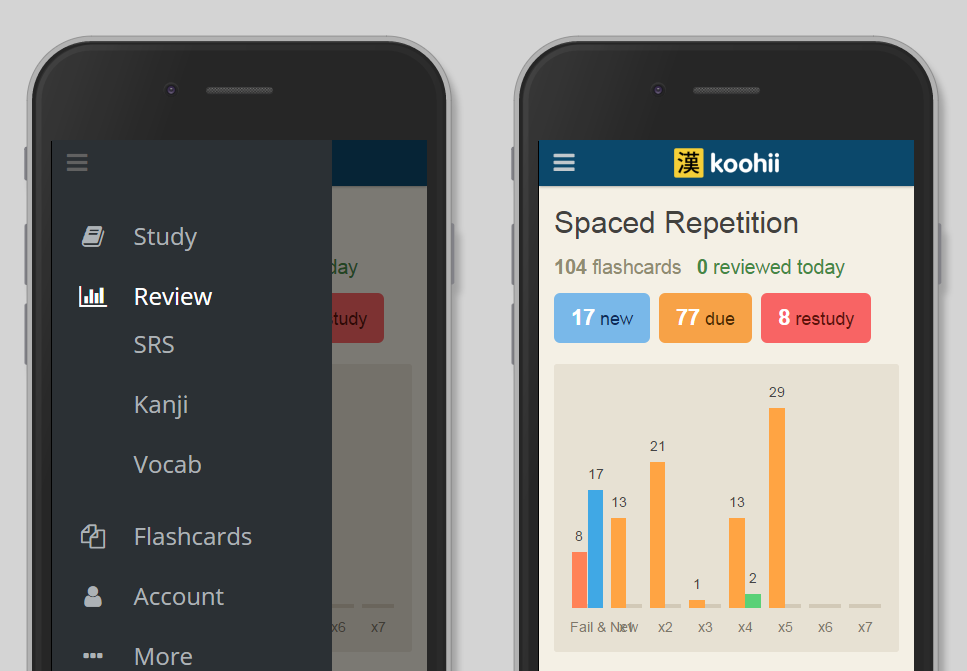 day
study
Study
Review
SRS
Kanji
Vocab
Flashcards
Account
More
x6 x7
漢 koohii
Spaced Repetition
104 flashcards 0 reviewed today
17 new 77 due 8 restudy
29
21
17
13 13
8
1 2
Fail & New x1 x2 x3 x4 x5 x6 x7